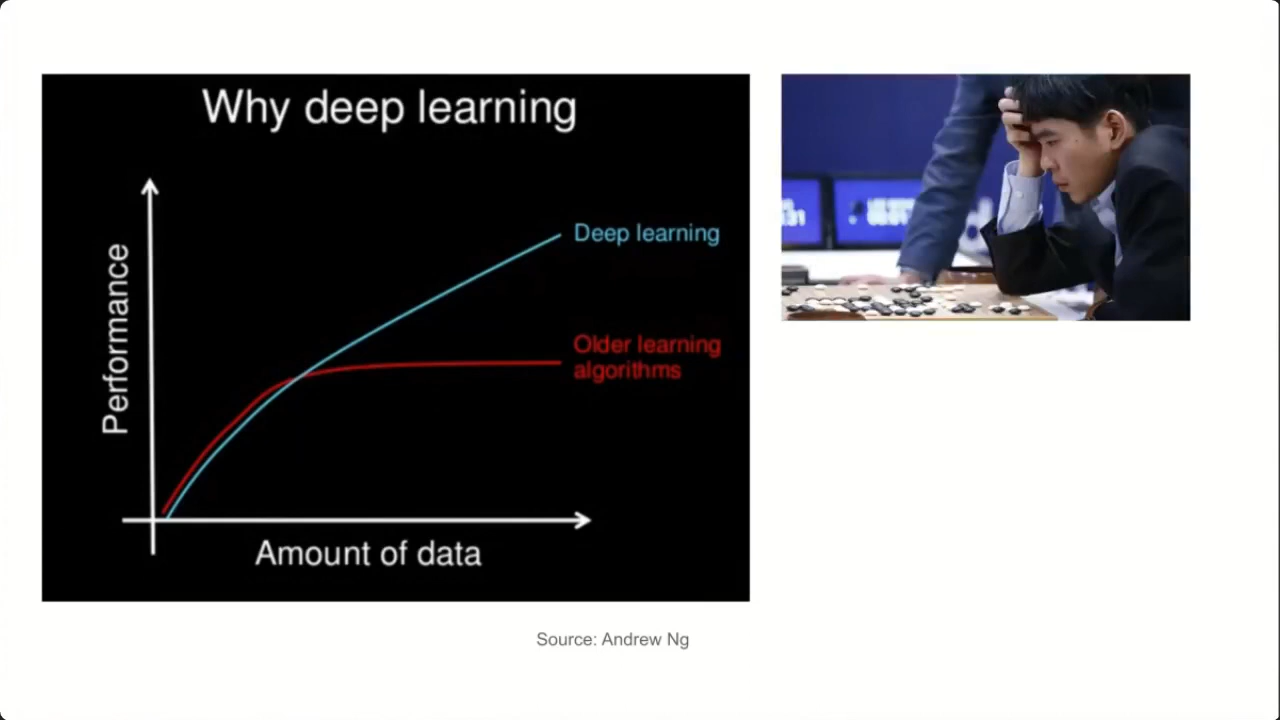 Why deep learning
Performance
Deep learning
Older learning
algorithms
Amount of data
Source: Andrew Ng